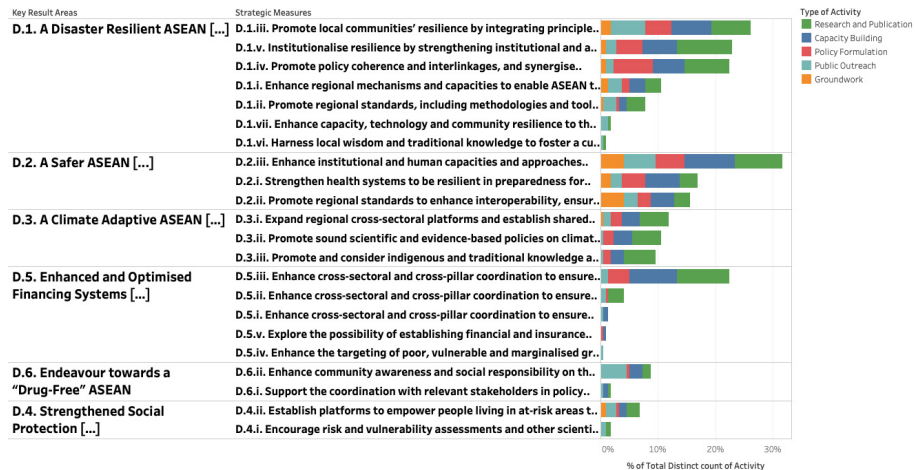 Key Result Areas Strategic Measures
Type of Activity
Research and Publication
Capacity Building
Policy Formulation
Public Outreach
Groundwork
D.1. A Disaster Resilient ASEAN [...]
D.1.iii. Promote local communities' resilience by integrating principle..
D.1.v. Institutionalise resilience by strengthening institutional and a..
D.1.iv. Promote policy coherence and interlinkages, and synergise..
D.1.i. Enhance regional mechanisms and capacities to enable ASEAN t..
D.1.ii. Promote regional standards, including methodologies and tool..
D.1.vii. Enhance capacity, technology and community resilience to th..
D.1.vi. Harness local wisdom and traditional knowledge to foster a cu..
D.2. A Safer ASEAN [...]
D.2.iii. Enhance institutional and human capacities and approaches..
D.2.i. Strengthen health systems to be resilient in preparedness for..
D.2.ii. Promote regional standards to enhance interoperability, ensur..
D.3. A Climate Adaptive ASEAN [...]
D.3.i. Expand regional cross-sectoral platforms and establish shared..
D.3.ii. Promote sound scientific and evidence-based policies on climat..
D.3.iii. Promote and consider indigenous and traditional knowledge a..
D.5. Enhanced and Optimised
Financing Systems [...]
D.5.iii. Enhance cross-sectoral and cross-pillar coordination to ensure..
D.5.ii. Enhance cross-sectoral and cross-pillar coordination to ensure..
D.5.i. Enhance cross-sectoral and cross-pillar coordination to ensure..
D.5.v. Explore the possibility of establishing financial and insurance..
D.5.iv. Enhance the targeting of poor, vulnerable and marginalised gr..
D.6. Endeavour towards a
"Drug-Free" ASEAN
D.6.ii. Enhance community awareness and social responsibility on th..
D.6.i. Support the coordination with relevant stakeholders in policy..
D.4. Strengthened Social
Protection [...]
D.4.ii. Establish platforms to empower people living in at-risk areas t..
D.4.i. Encourage risk and vulnerability assessments and other scienti..
0% 10% 20% 30%
% of Total Distinct count of Activity